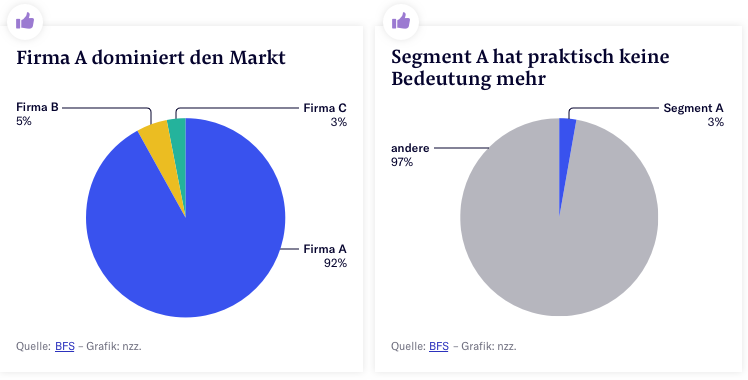 Firma A dominiert den Markt
Firma B
5%
Firma C
3%
Firma A
92%
Quelle: BFS – Grafik: nzz.
Segment A hat praktisch keine
Bedeutung mehr
Segment A
3%
andere
97%
Quelle: BFS – Grafik: nzz.